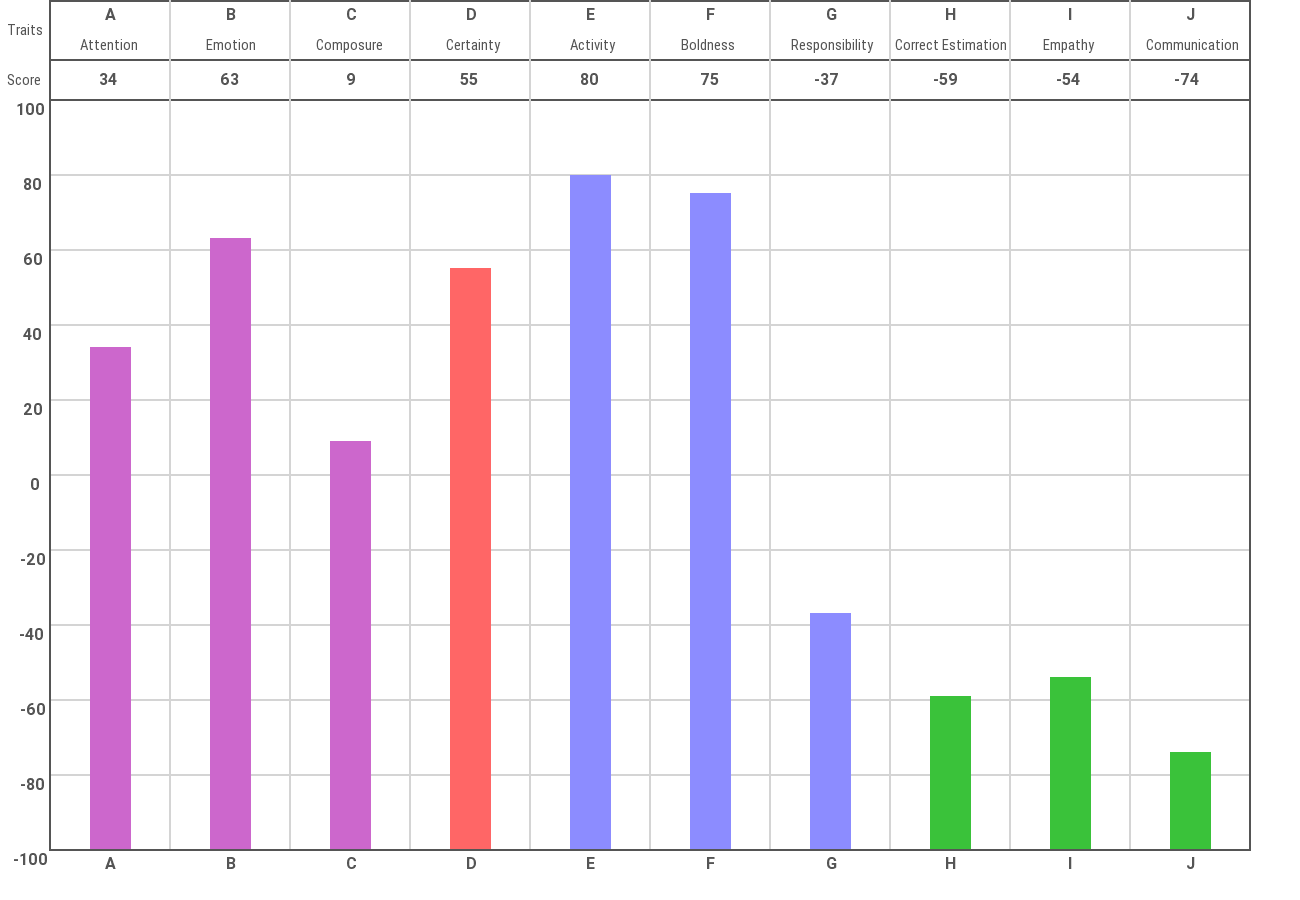 A B C D E F G H I J
Traits
Attention Emotion Composure Certainty Activity Boldness Responsibility Correct Estimation Empathy Communication
Score 34 63 9 55 80 75 -37 -59 -54 -74
100
80
60
40
20
0
-20
-40
-60
-80
-100
A B C D E F G H I J